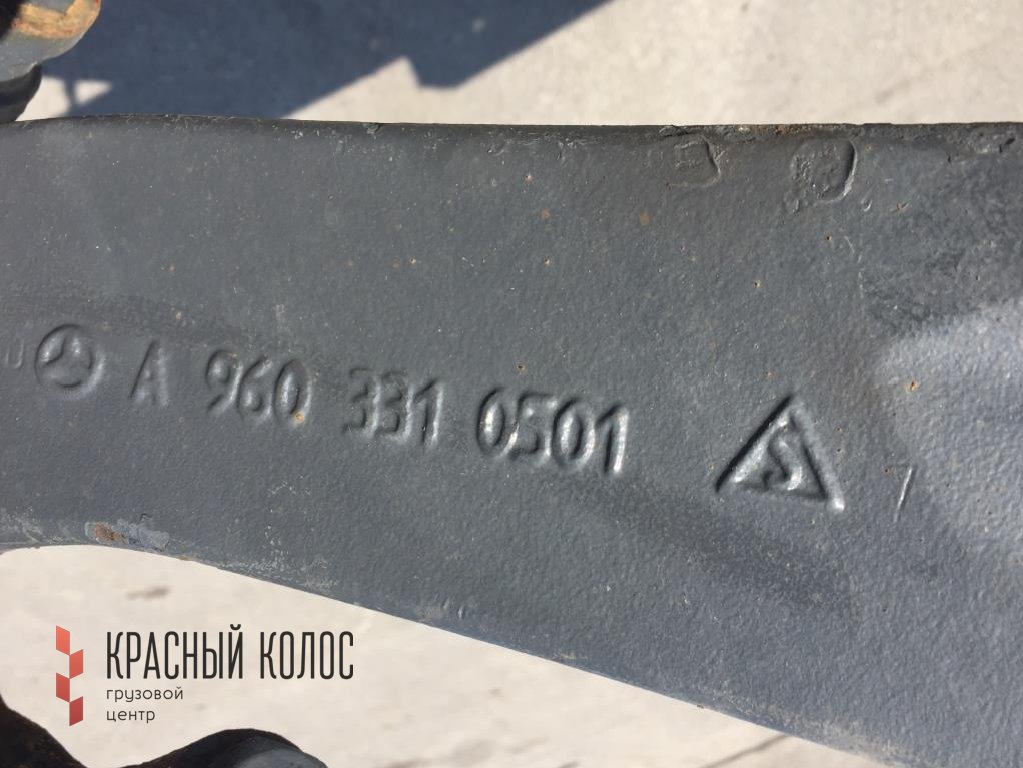 A 960 331 0501
S
КРАСНЫЙ КОЛОС
грузовой
центр